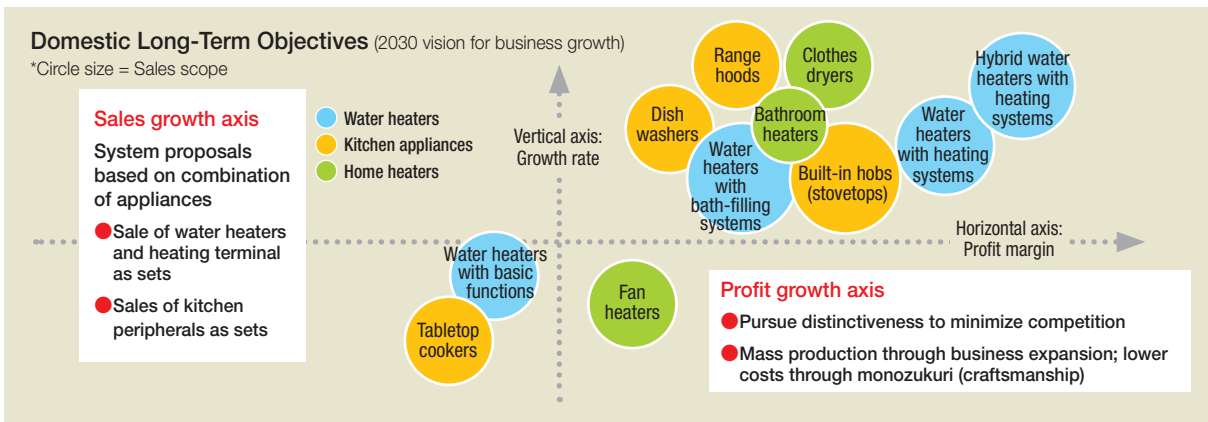 Domestic Long-Term Objectives (2030 vision for business growth)
*Circle size = Sales scope
Sales growth axis
System proposals
based on combination
of appliances
Sale of water heaters
and heating terminal
as sets
Sales of kitchen
peripherals as sets
Water heaters
Kitchen appliances
Home heaters
Vertical axis:
Growth rate
Range
hoods
Clothes
dryers
Hybrid water
heaters with
heating
systems
Dish
washers
Bathroom
heaters
Water
heaters
with heating
systems
Water
heaters
with
bath-filling
systems
Built-in hobs
(stovetops)
Horizontal axis:
Profit margin
Water heaters
with basic
functions
Tabletop
cookers
Fan
heaters
Profit growth axis
Pursue distinctiveness to minimize competition
Mass production through business expansion; lower
costs through monozukuri (craftsmanship)